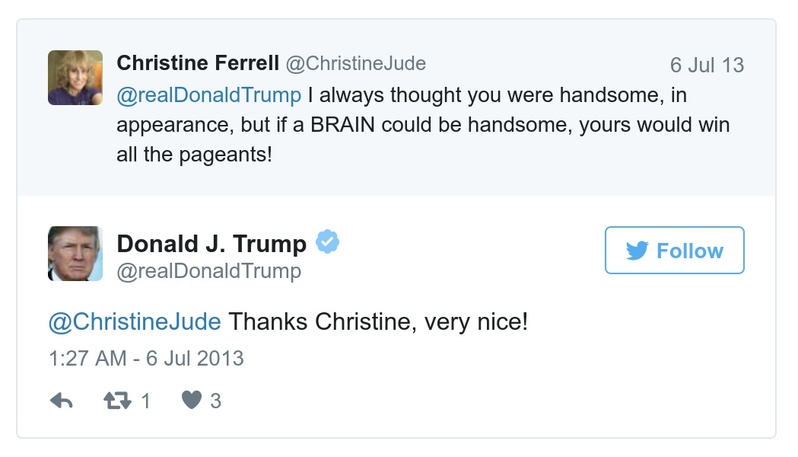 Christine Ferrell @ChristineJude 6 Jul 13
@realDonaldTrump I always thought you were handsome, in
appearance, but if a BRAIN could be handsome, yours would win
all the pageants!
Donald J. Trump
@realDonaldTrump
Follow
@ChristineJude Thanks Christine, very nice!
1:27 AM - 6 Jul 2013
1 3